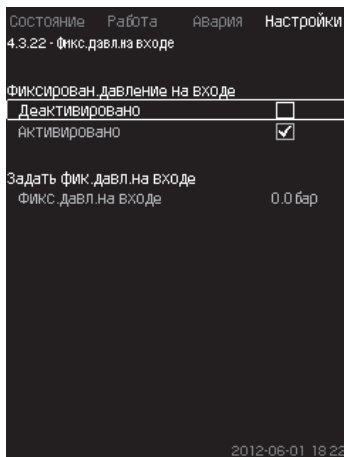 Состояние Работа Авария Настройки
4.3.22 - Фикс.давл.на входе
Фиксирован.давление на входе
Деактивировано
Активировано
Задать фик.давл.на входе
Фикс.давл.на входе 0.0 бар
2012-06-01 18:22